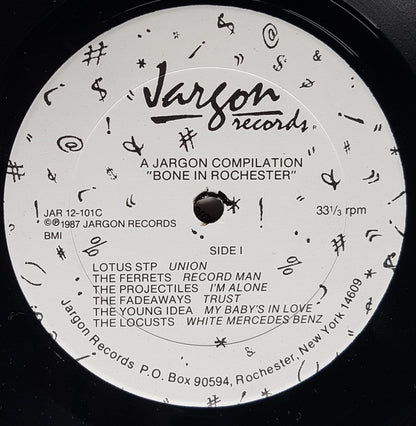 Jargon
records®
A JARGON COMPILATION
"BONE IN ROCHESTER"
JAR 12-101C
©℗1987 JARGON RECORDS
BMI
33⅓ rpm
SIDE I
LOTUS STP UNION
THE FERRETS RECORD MAN
THE PROJECTILES I'M ALONE
THE FADEAWAYS TRUST
THE YOUNG IDEA MY BABY'S IN LOVE
THE LOCUSTS WHITE MERCEDES BENZ
Jargon Records P.O. Box 90594, Rochester, New York 14609